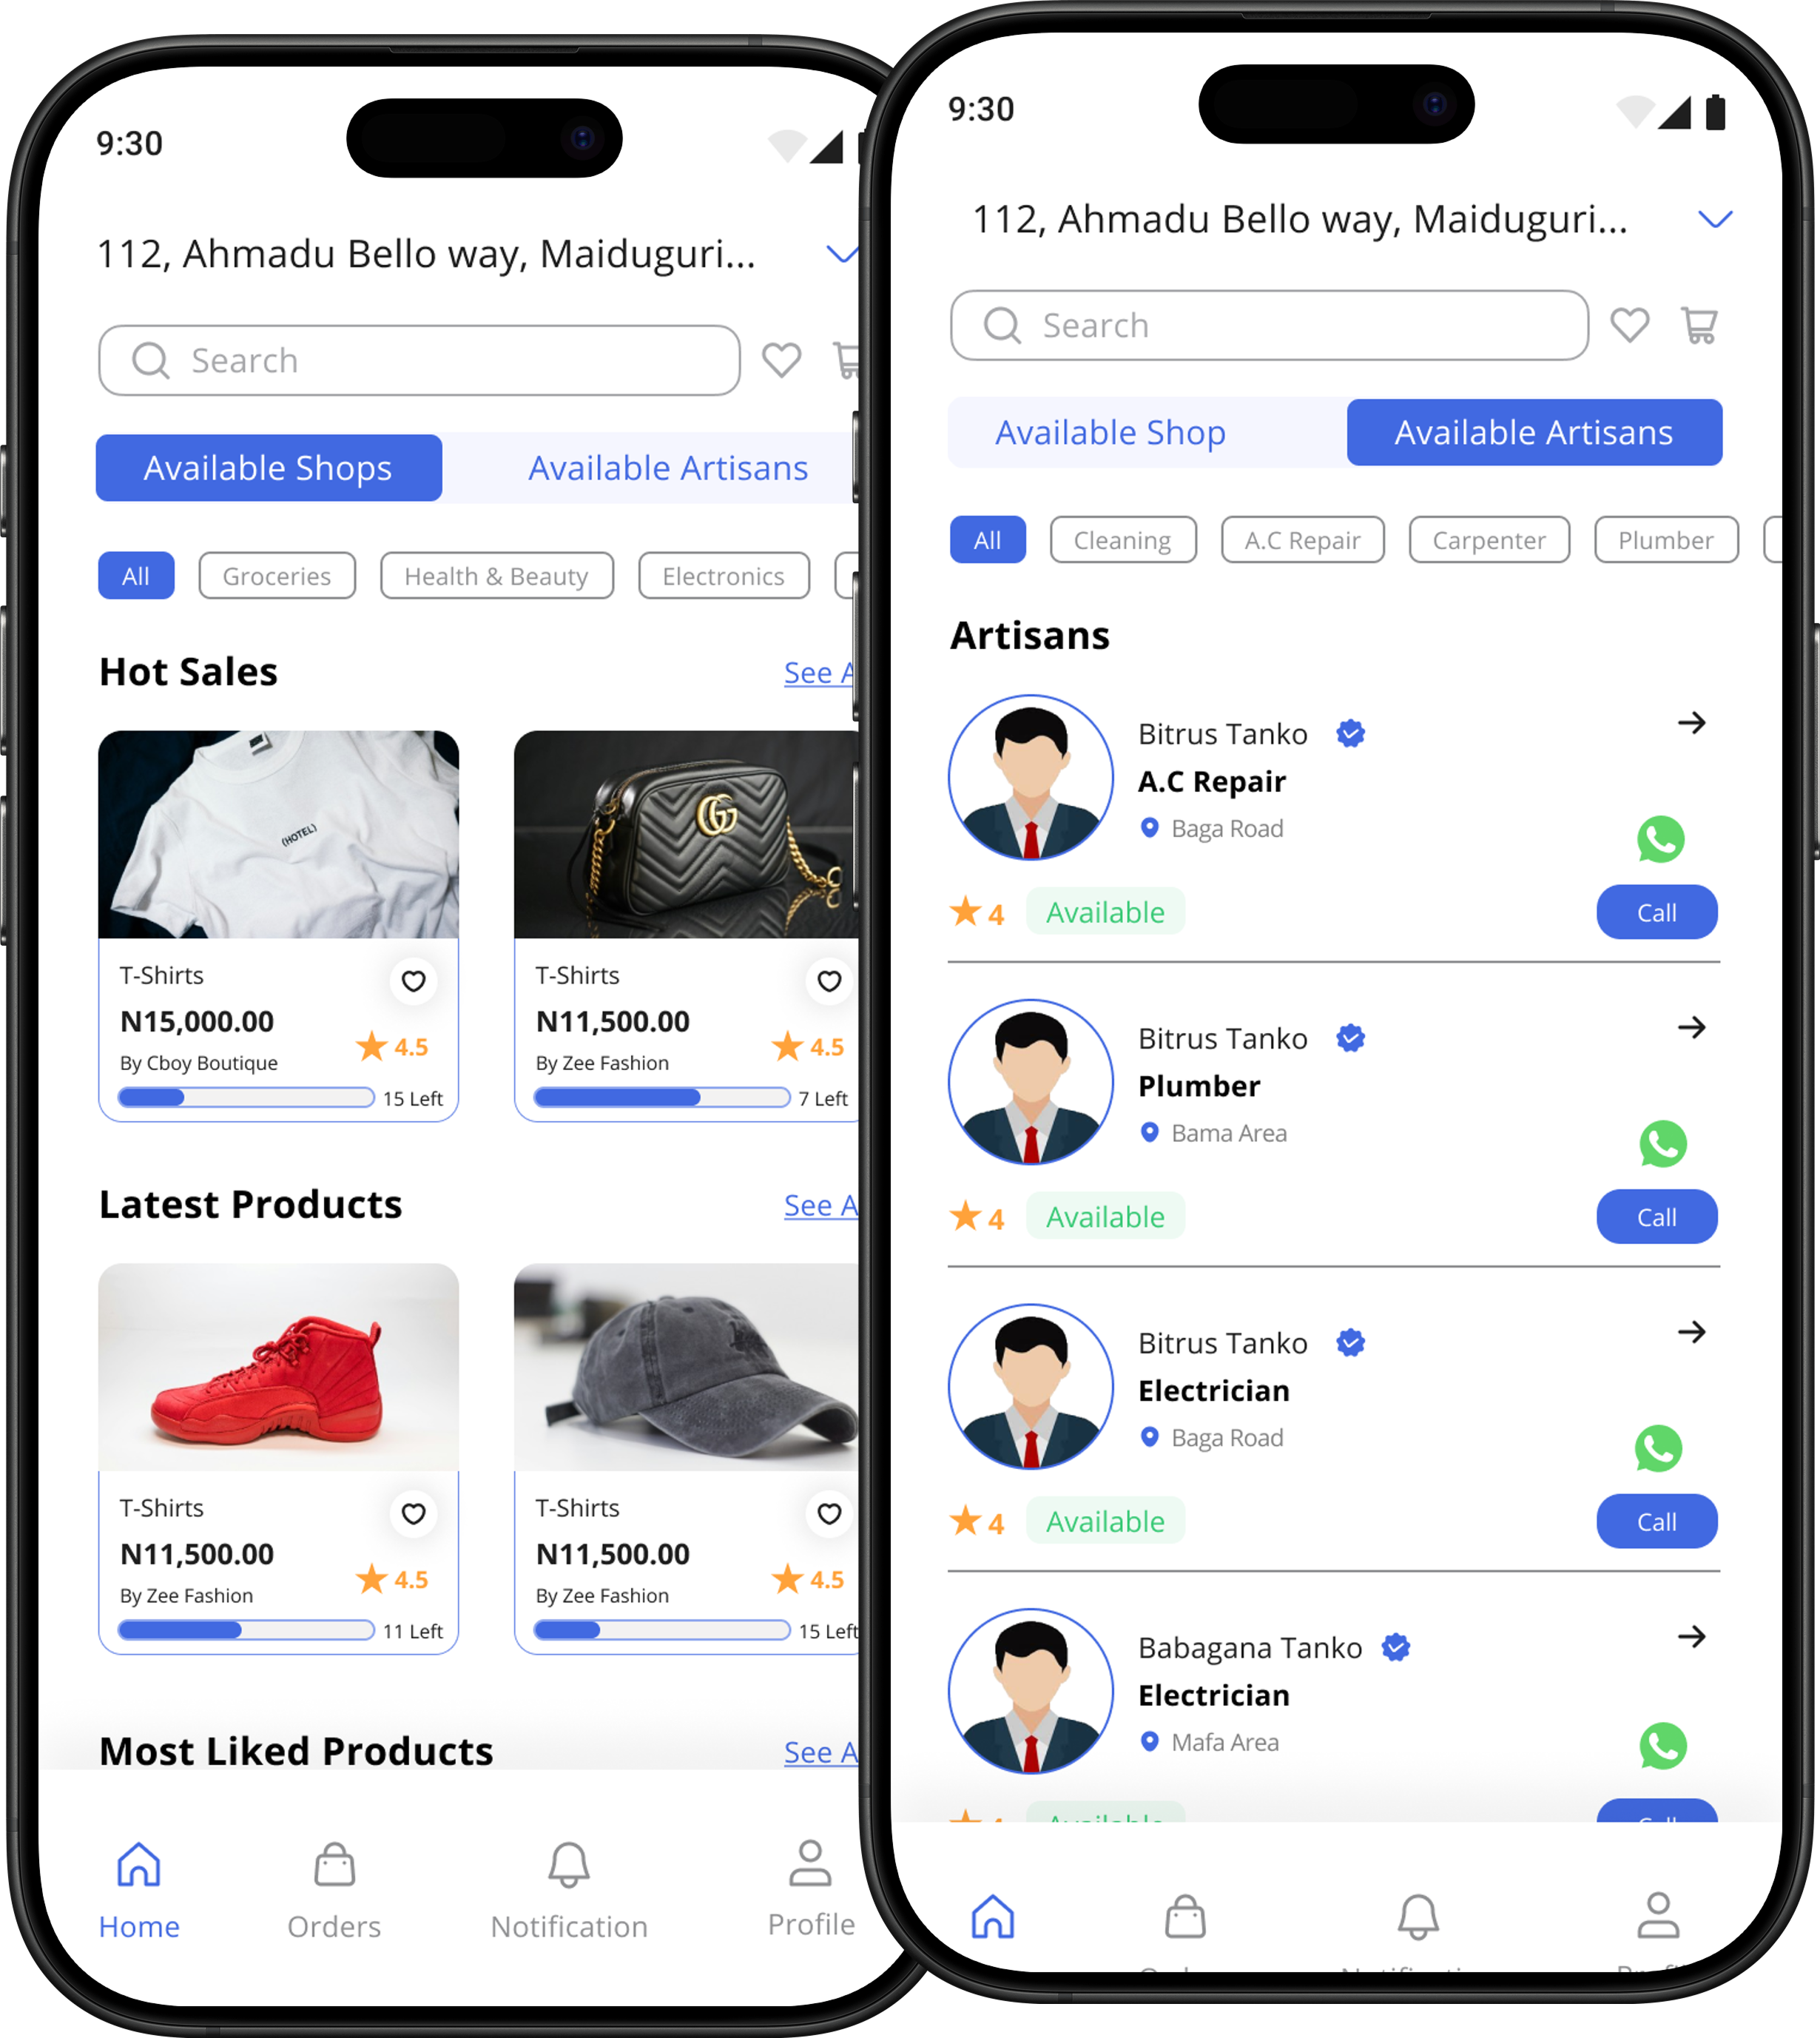 9:30
112, Ahmadu Bello way, Maiduguri...
Search
Available Shops
Available Artisans
All
Groceries
Health & Beauty
Electronics
Hot Sales
See A
(HOTEL)
T-Shirts
N15,000.00
By Cboy Boutique
4.5
15 Left
T-Shirts
N11,500.00
By Zee Fashion
4.5
7 Left
Latest Products
See A
T-Shirts
N11,500.00
By Zee Fashion
4.5
11 Left
T-Shirts
N11,500.00
By Zee Fashion
4.5
15 Left
Most Liked Products
See A
Home
Orders
Notification
Profile
9:30
112, Ahmadu Bello way, Maiduguri...
Search
Available Shop
Available Artisans
All
Cleaning
A.C Repair
Carpenter
Plumber
Artisans
Bitrus Tanko
A.C Repair
Baga Road
4
Available
Call
Bitrus Tanko
Plumber
Bama Area
4
Available
Call
Bitrus Tanko
Electrician
Baga Road
4
Available
Call
Babagana Tanko
Electrician
Mafa Area